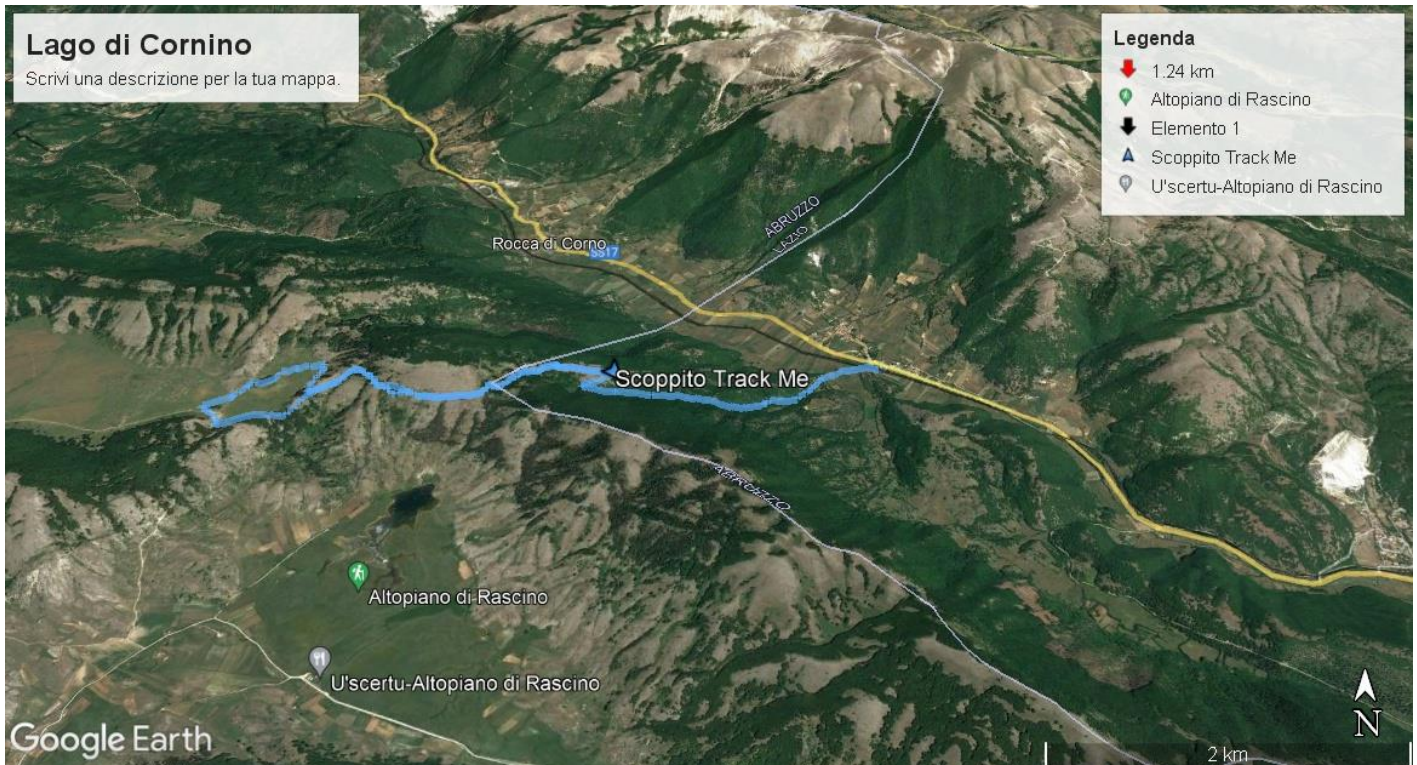 Lago di Cornino
Scrivi una descrizione per la tua mappa.
Legenda
1.24 km
Altopiano di Rascino
Elemento 1
Scoppito Track Me
U'scertu-Altopiano di Rascino
ABRUZZO
LAZIO
Rocca di Corno
SS17
Scoppito Track Me
ABRUZZO
Altopiano di Rascino
U'scertu-Altopiano di Rascino
N
Google Earth
2 km